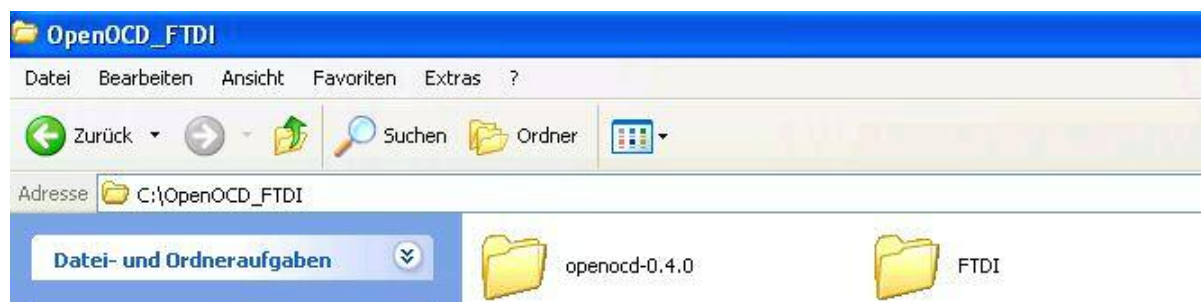 OpenOCD_FTDI
Datei Bearbeiten Ansicht Favoriten Extras ?
Zurück Suchen Ordner
Adresse C:\OpenOCD_FTDI
Datei- und Ordneraufgaben openocd-0.4.0 FTDI